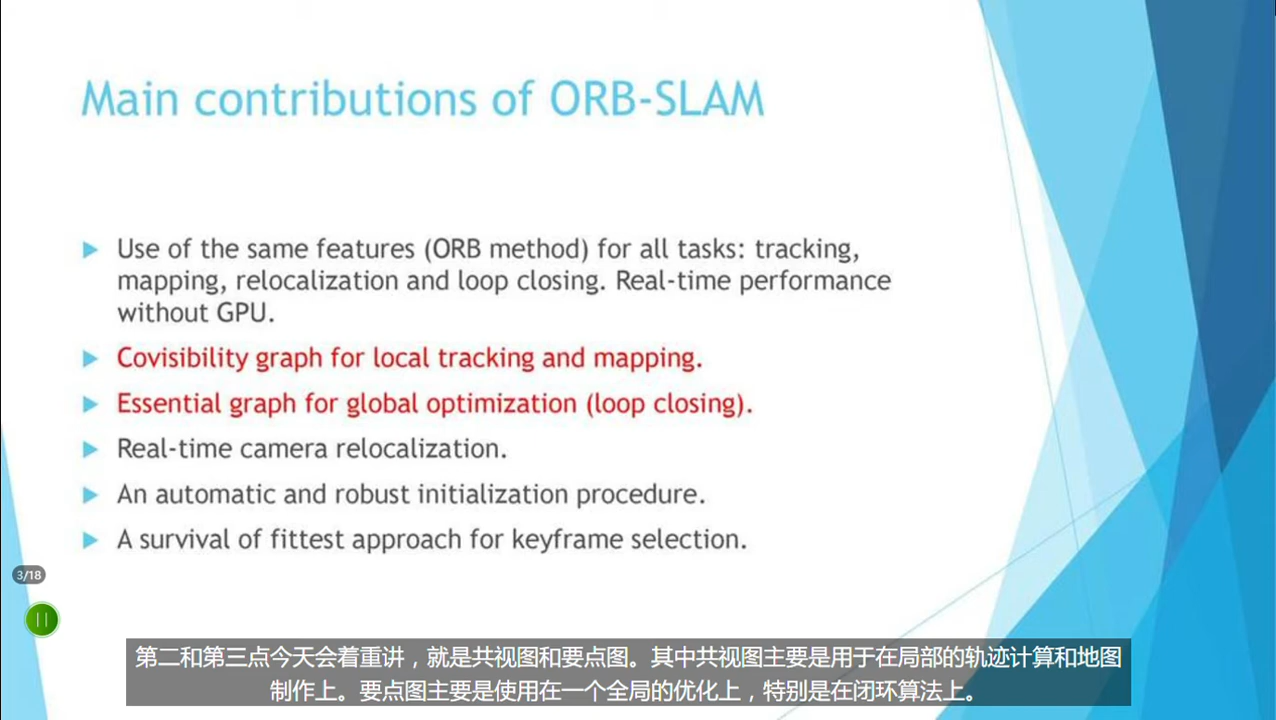 Main contributions of ORB-SLAM
Use of the same features (ORB method) for all tasks: tracking,
mapping, relocalization and loop closing. Real-time performance
without GPU.
Covisibility graph for local tracking and mapping.
Essential graph for global optimization (loop closing).
Real-time camera relocalization.
An automatic and robust initialization procedure.
A survival of fittest approach for keyframe selection.
3/18
第二和第三点今天会着重讲，就是共视图和要点图。其中共视图主要是用于在局部的轨迹计算和地图
制作上。要点图主要是使用在一个全局的优化上，特别是在闭环算法上。